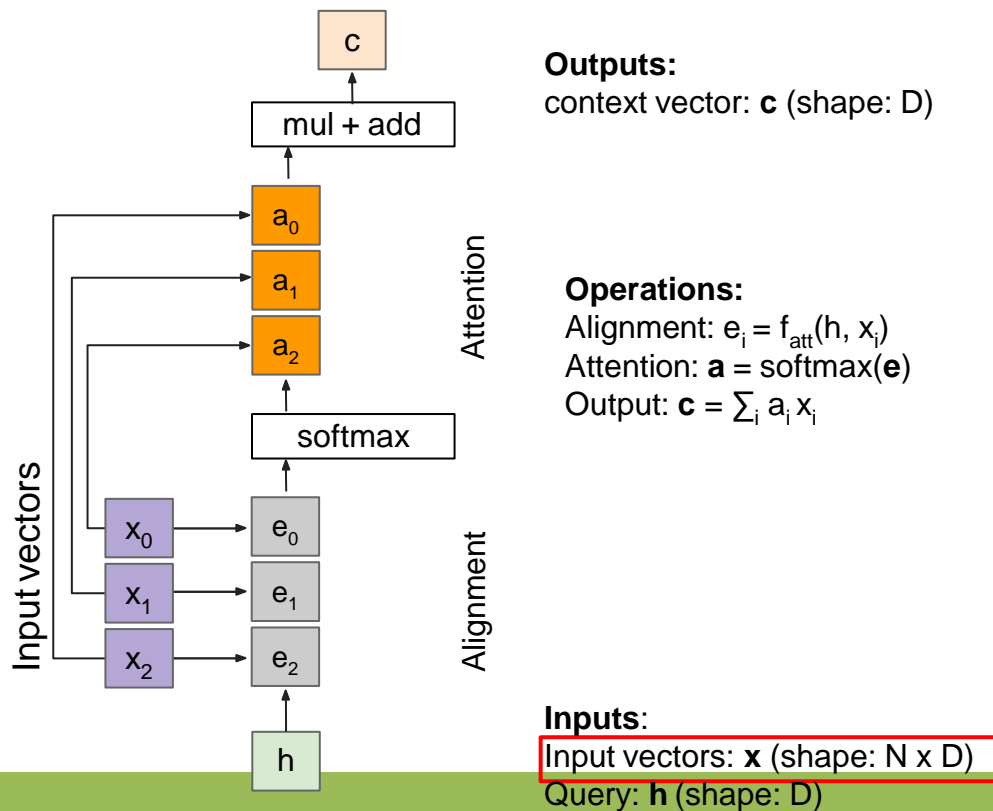 c
mul + add
a₀
a₁
a₂
softmax
x₀
e₀
x₁
e₁
x₂
e₂
h
Input vectors
Attention
Alignment
Outputs:
context vector: c (shape: D)
Operations:
Alignment: eᵢ = fₐₜₜ(h, xᵢ)
Attention: a = softmax(e)
Output: c = ∑ᵢ aᵢ xᵢ
Inputs:
Input vectors: x (shape: N x D)
Query: h (shape: D)